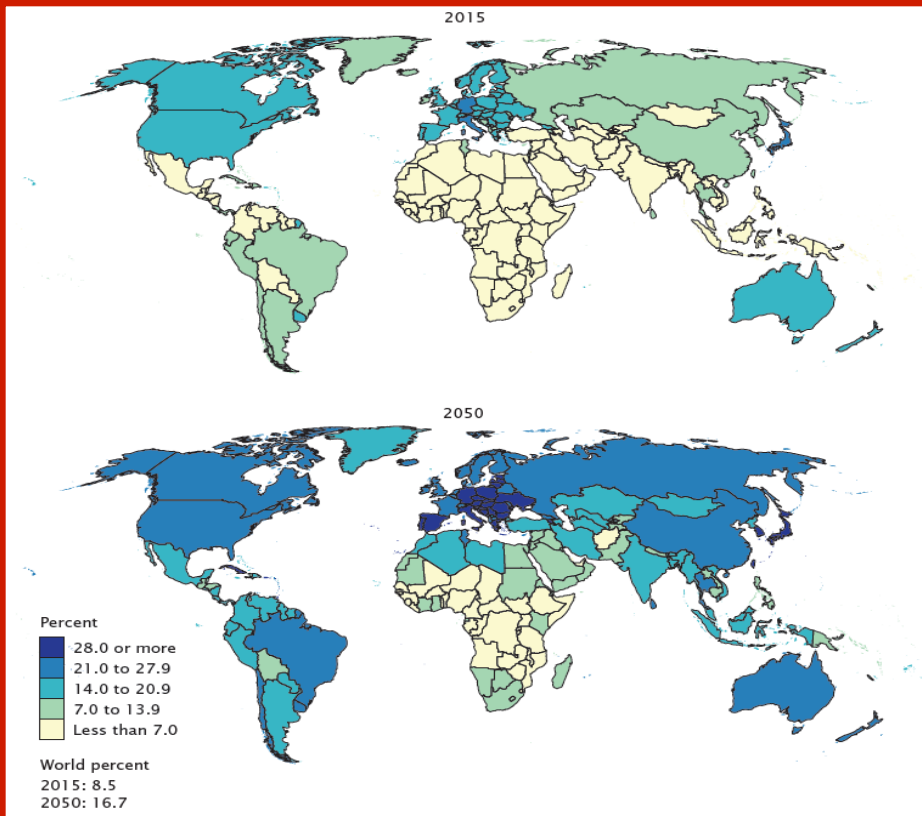 2015
2050
Percent
28.0 or more
21.0 to 27.9
14.0 to 20.9
7.0 to 13.9
Less than 7.0
World percent
2015: 8.5
2050: 16.7